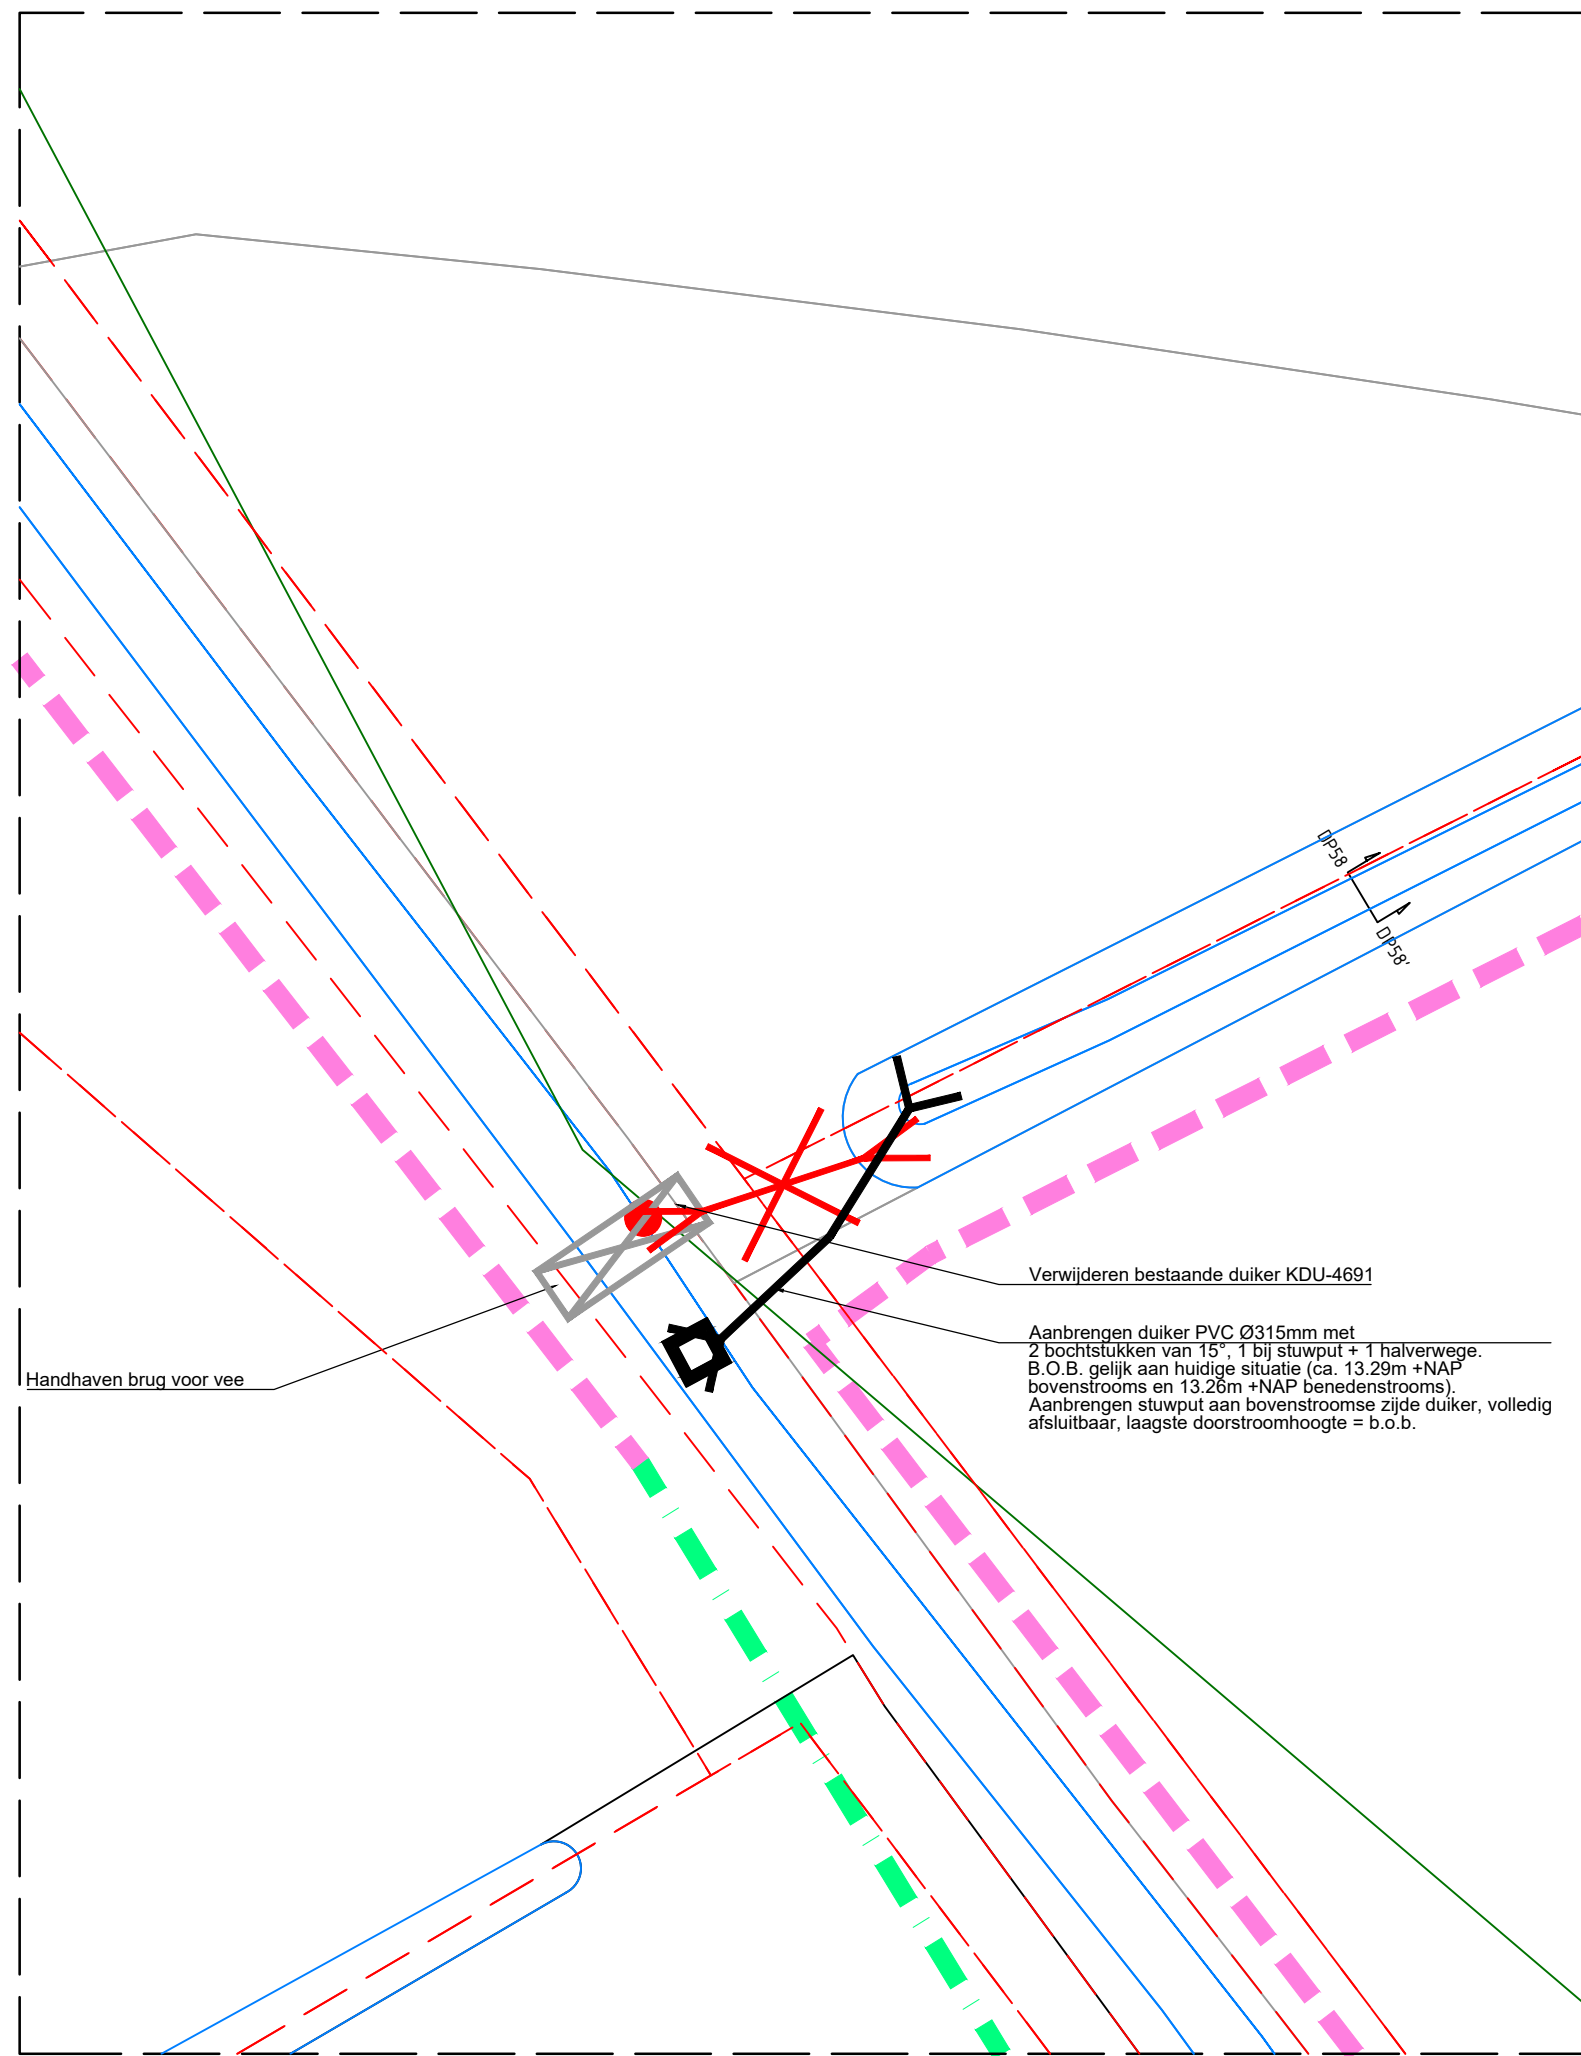 DP58
DP58'
Verwijderen bestaande duiker KDU-4691
Aanbrengen duiker PVC Ø315mm met
2 bochtstukken van 15°, 1 bij stuwput + 1 halverwege.
B.O.B. gelijk aan huidige situatie (ca. 13.29m +NAP
bovenstrooms en 13.26m +NAP benedenstrooms).
Aanbrengen stuwput aan bovenstroomse zijde duiker, volledig
afsluitbaar, laagste doorstroomhoogte = b.o.b.
Handhaven brug voor vee